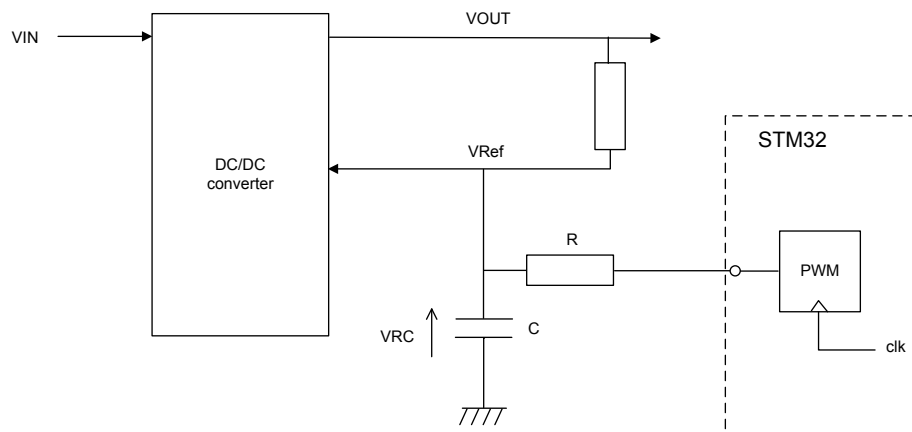 VOUT
VIN
STM32
DC/DC
converter
VRef
R
PWM
VRC
C
clk